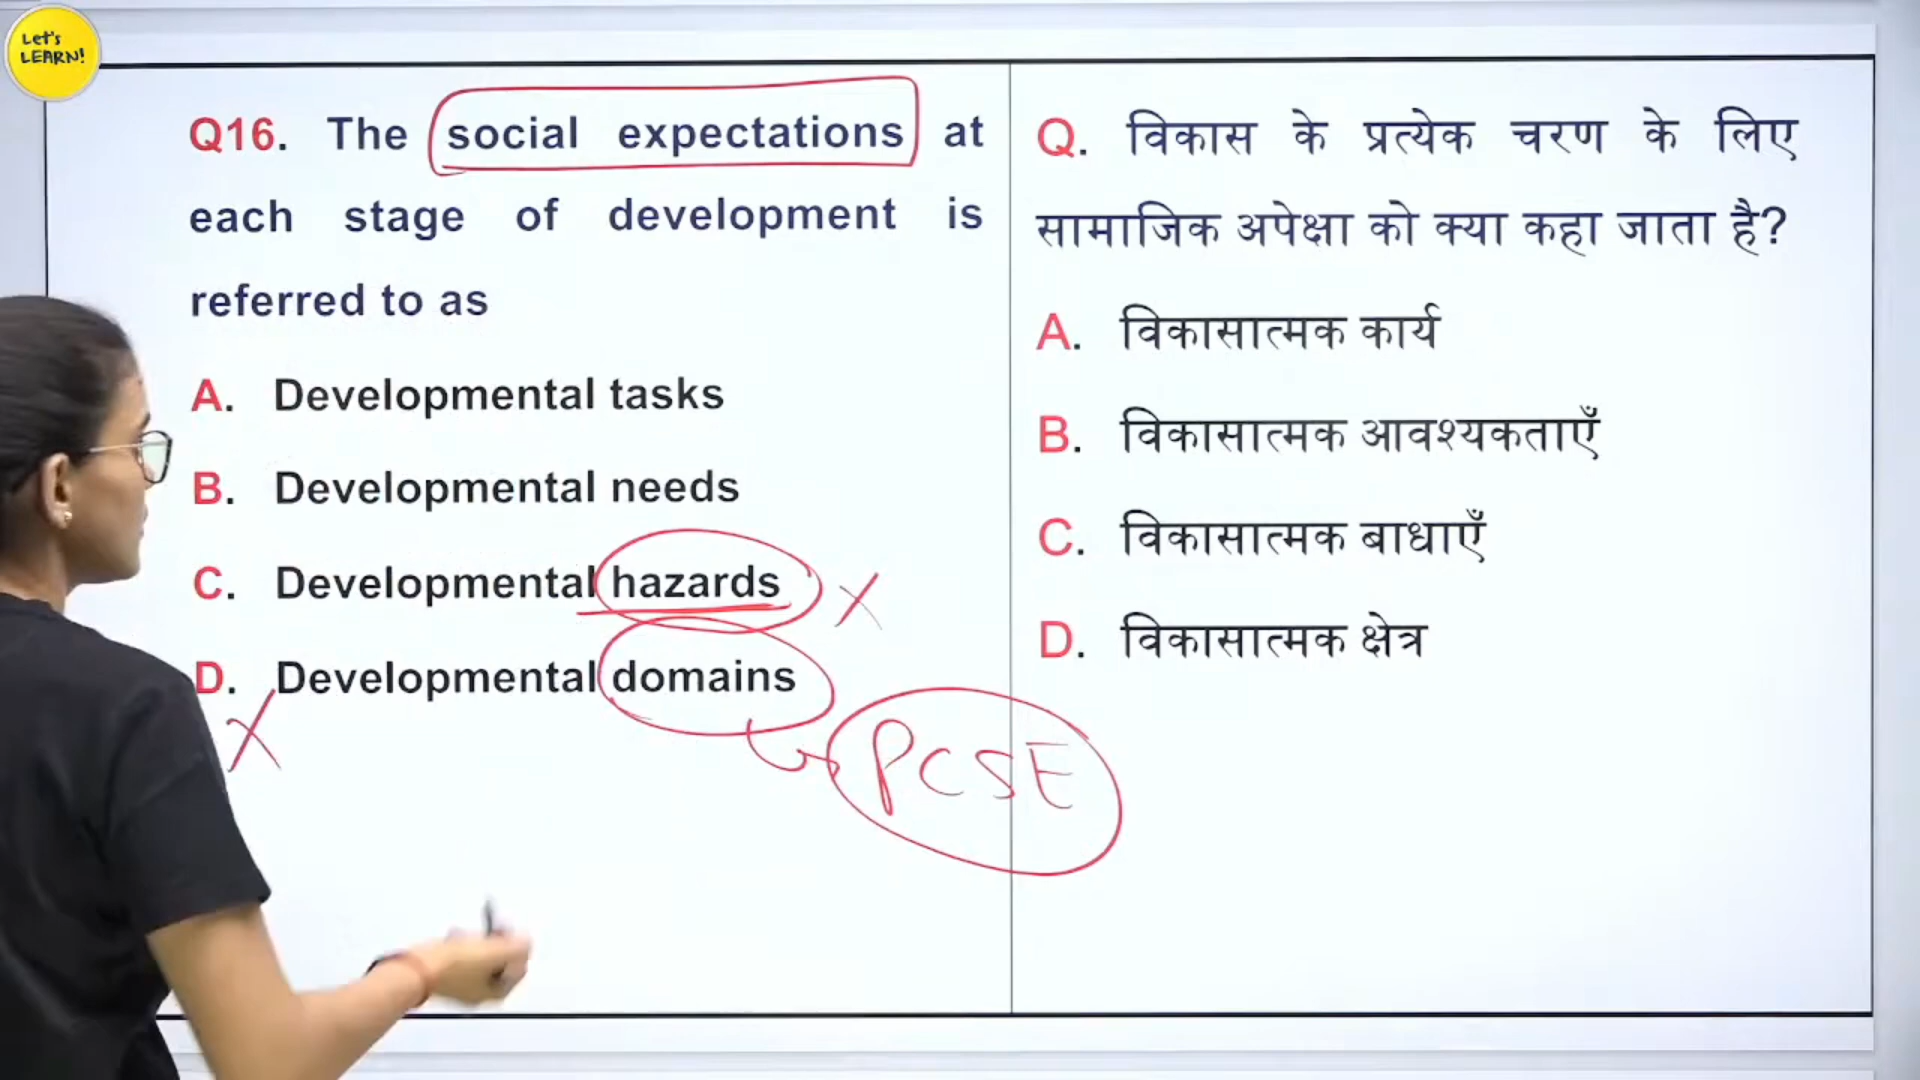 Let's
LEARN!
Q16. The social expectations at
each stage of development is
referred to as
A. Developmental tasks
B. Developmental needs
C. Developmental hazards X
D. Developmental domains
X
PCSE
Q. विकास के प्रत्येक चरण के लिए
सामाजिक अपेक्षा को क्या कहा जाता है?
A. विकासात्मक कार्य
B. विकासात्मक आवश्यकताएँ
C. विकासात्मक बाधाएँ
D. विकासात्मक क्षेत्र